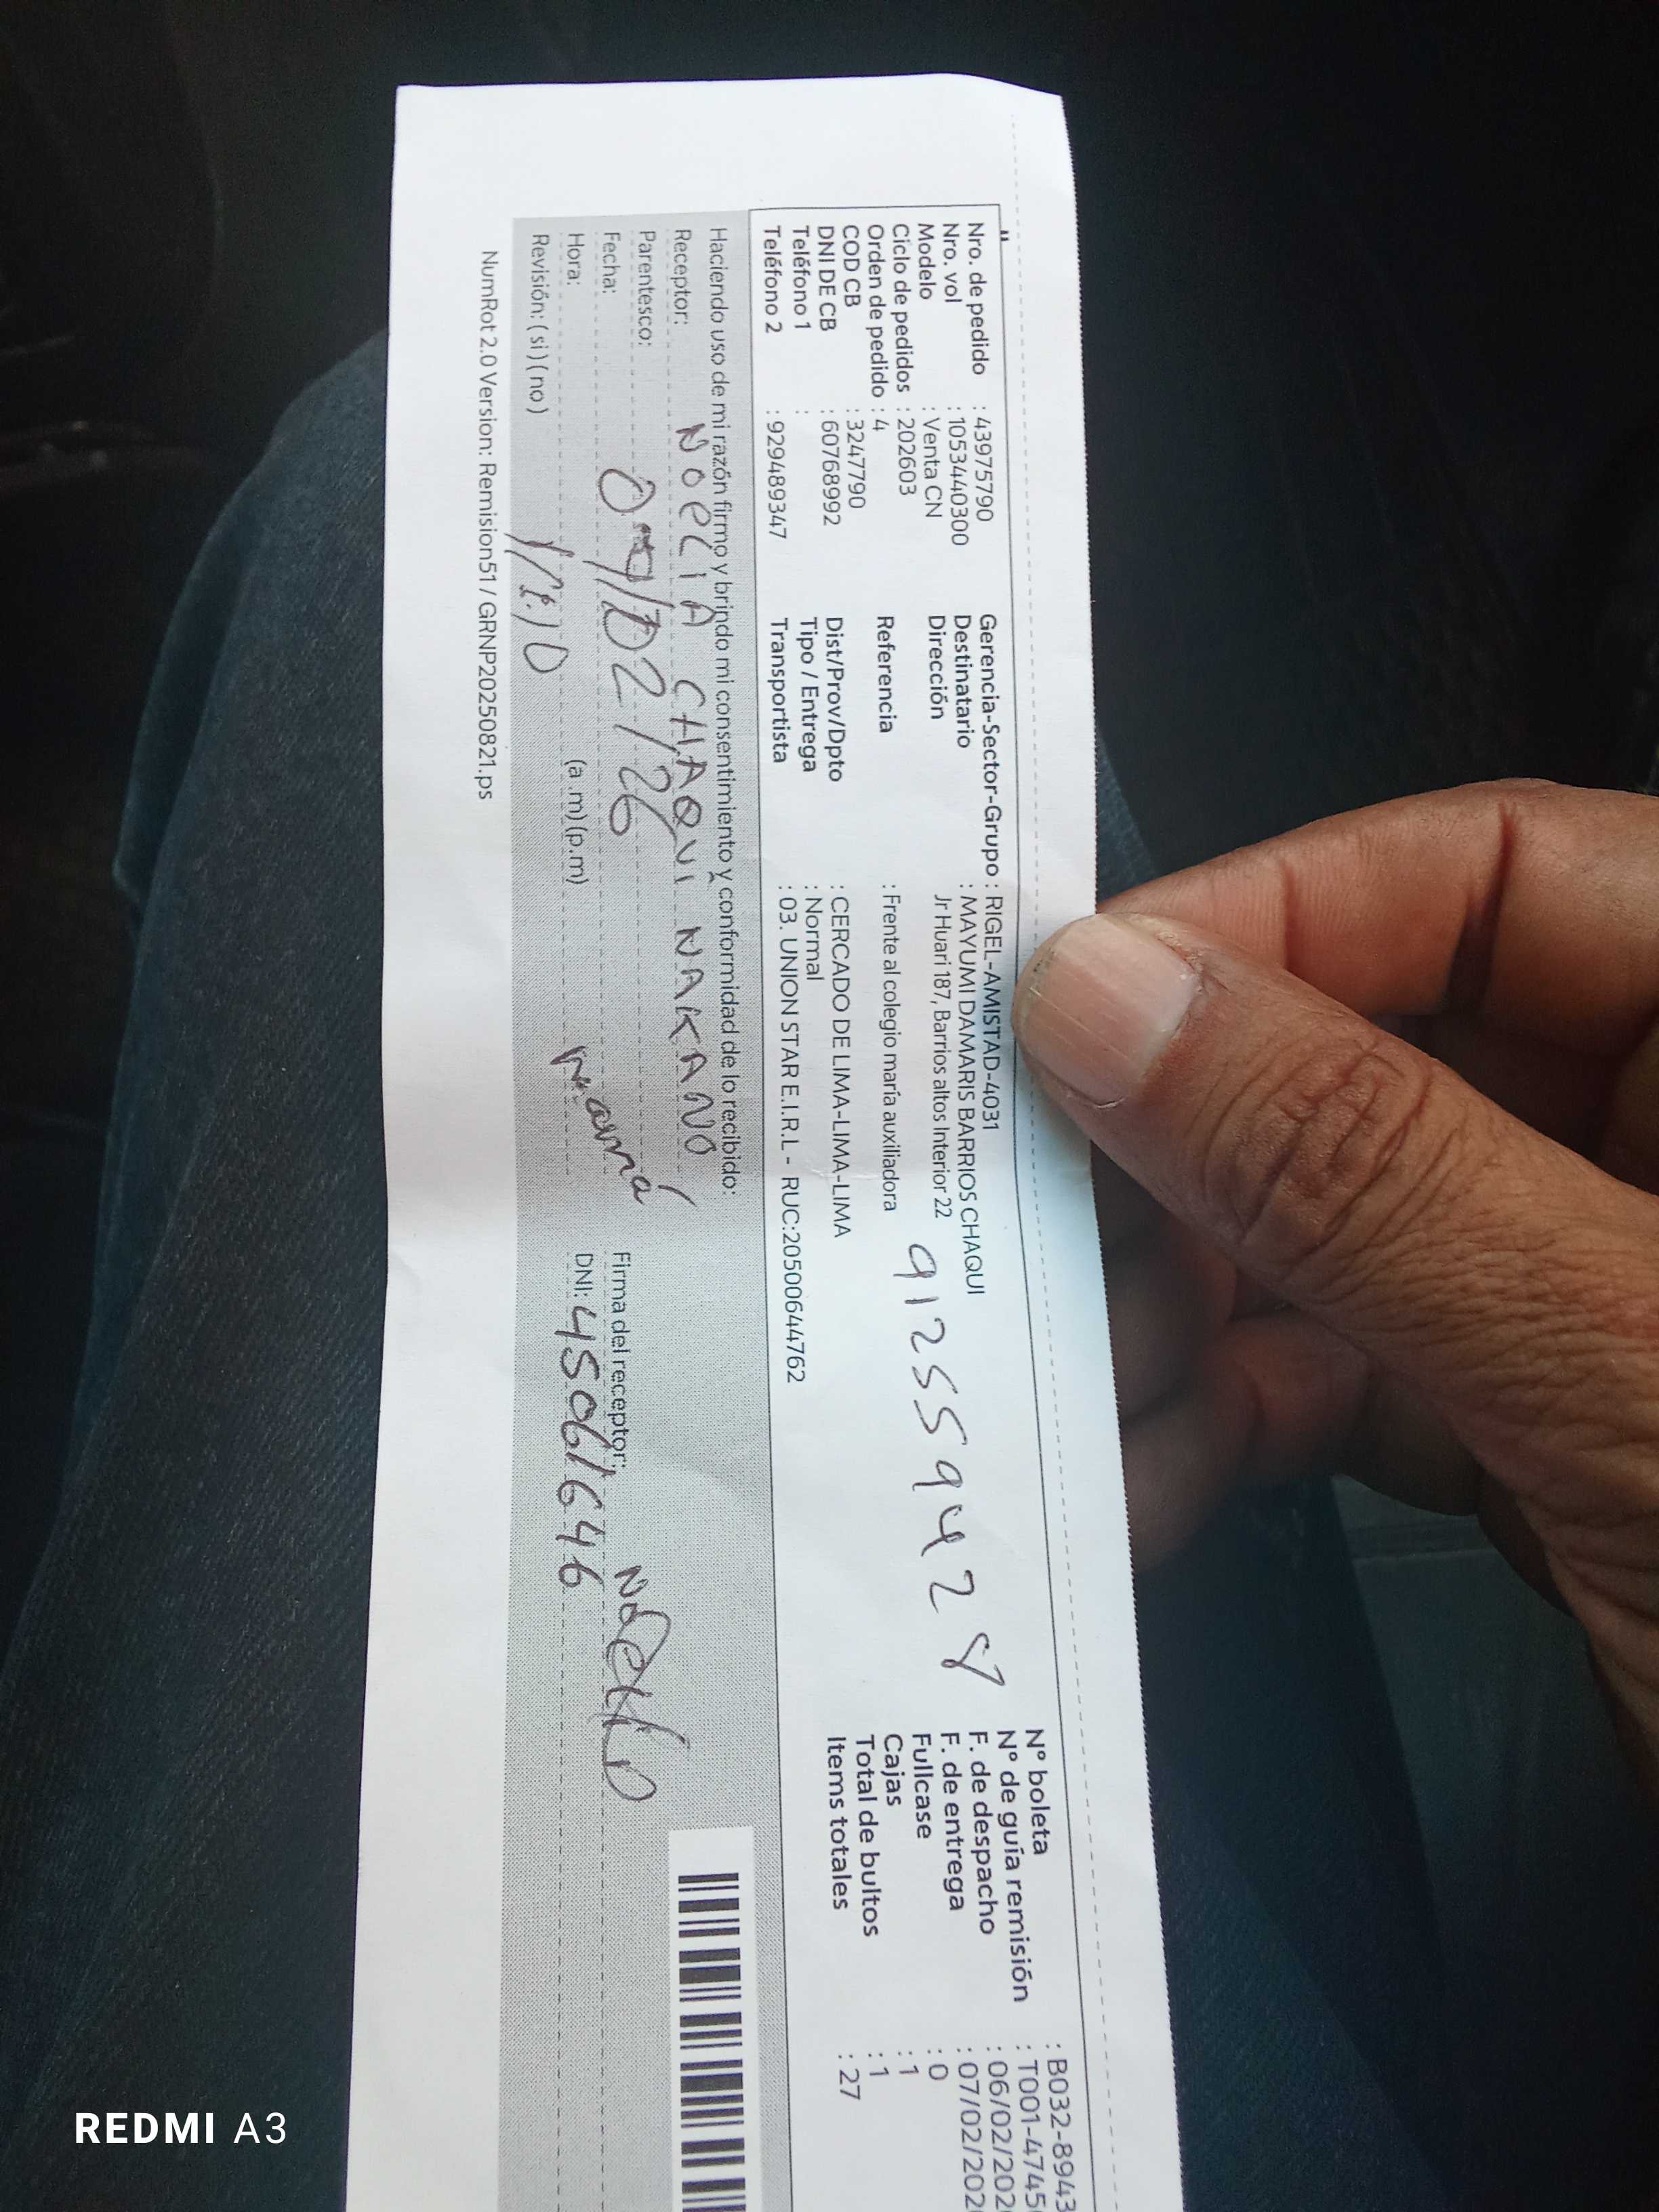 Nro. de pedido : 43975790
Nro. vol : 1053440300
Modelo : Venta CN
Ciclo de pedidos : 202603
Orden de pedido : 4
COD CB : 3247790
DNI DE CB : 60768992
Teléfono 1 :
Teléfono 2 : 929489347
Gerencia-Sector-Grupo : RIGEL-AMISTAD-4031
Destinatario : MAYUMI DAMARIS BARRIOS CHAQUI
Dirección Jr Huari 187, Barrios altos Interior 22
Referencia : Frente al colegio maría auxiliadora
Dist/Prov/Dpto : CERCADO DE LIMA-LIMA-LIMA
Tipo / Entrega : Normal
Transportista : 03. UNION STAR E.I.R.L - RUC:20500644762
912559428
N° boleta : B032-8943
N° de guía remisión : T001-4745
F. de despacho : 06/02/202
F. de entrega : 07/02/202
Fullcase : 0
Cajas : 1
Total de bultos : 1
Items totales : 27
Haciendo uso de mi razón firmo y brindo mi consentimiento y conformidad de lo recibido:
Receptor: NOELIA CHAQUI NAKANO
Parentesco: mamá
Fecha: /02/26
Hora: (a .m) (p.m)
Revisión: ( si ) ( no )
Firma del receptor:
DNI: 45061646
NumRot 2.0 Version: Remision51 / GRNP20250821.ps
REDMI A3